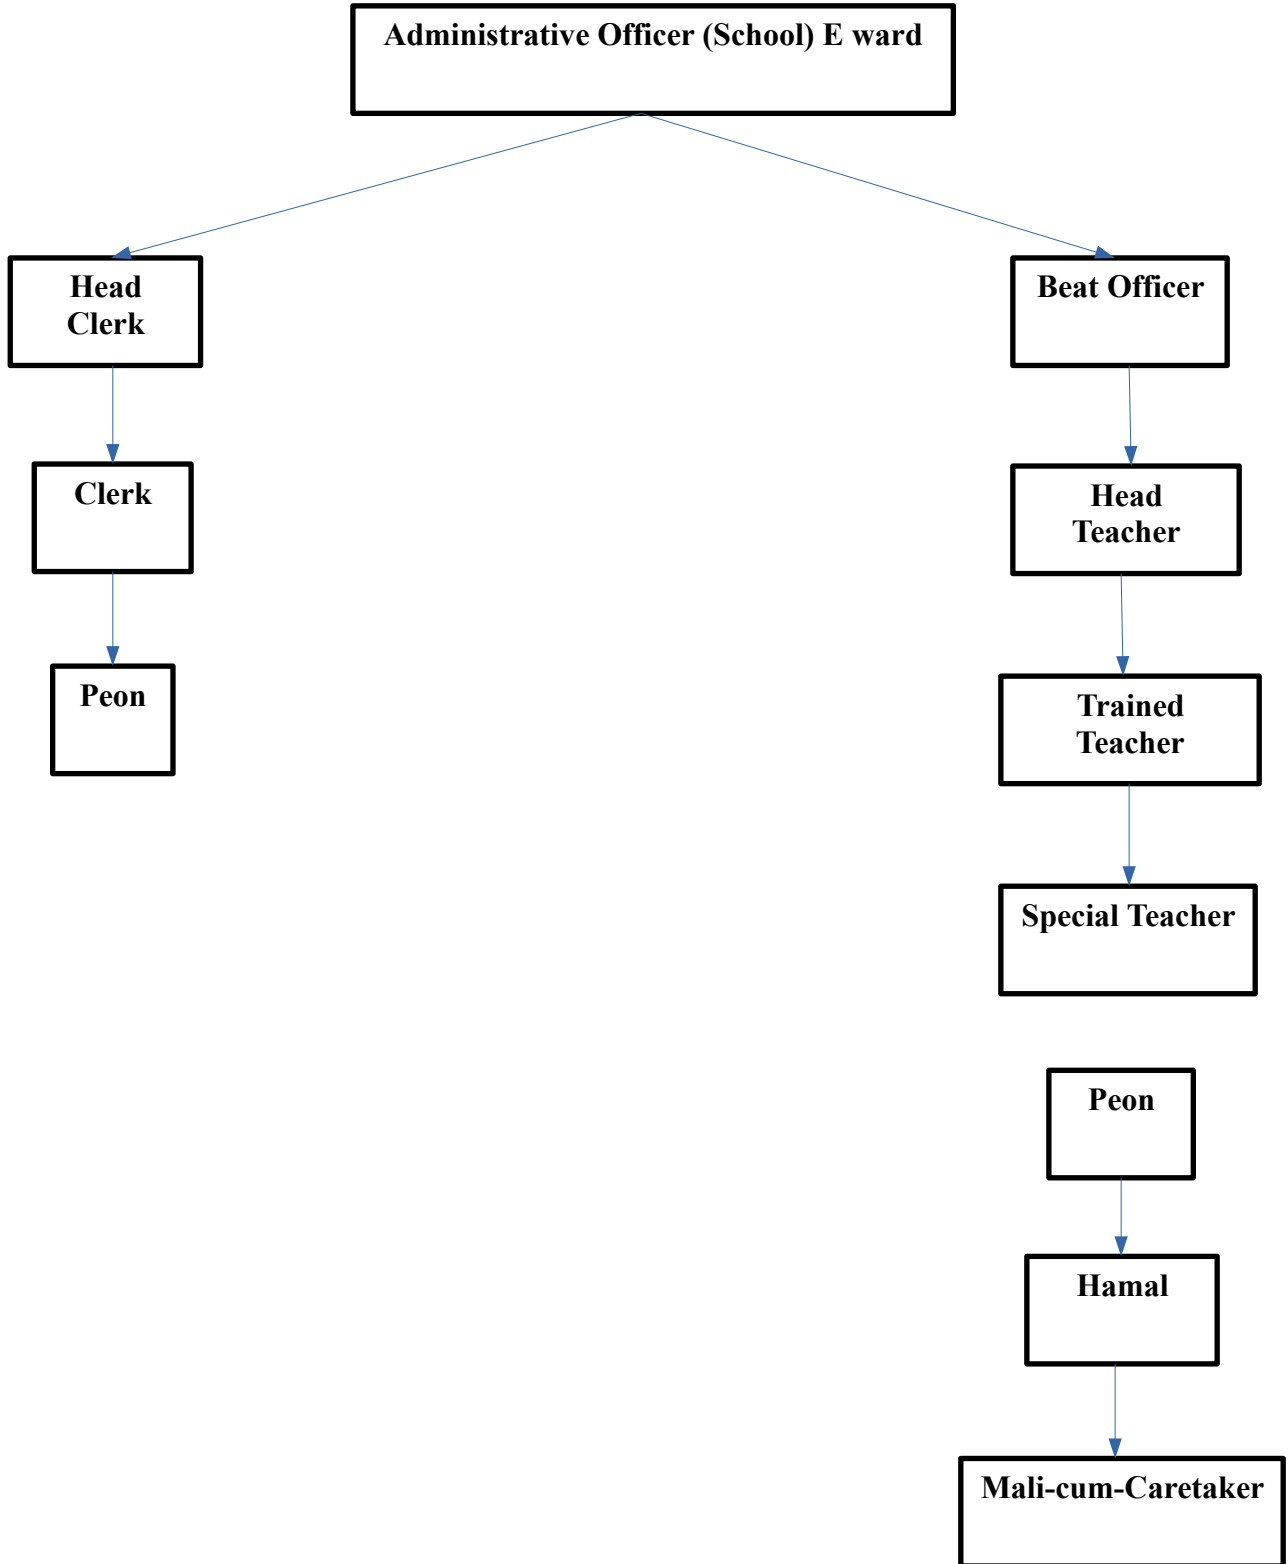 Administrative Officer (School) E ward
Head
Clerk
Beat Officer
Clerk
Head
Teacher
Peon
Trained
Teacher
Special Teacher
Peon
Hamal
Mali-cum-Caretaker